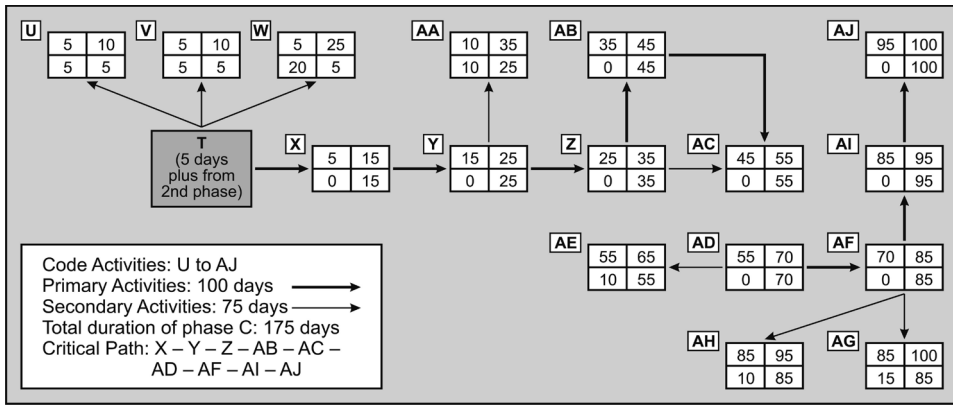 U
5 10
5 5
V
5 10
5 5
W
5 25
20 5
AA
10 35
10 25
AB
35 45
0 45
AJ
95 100
0 100
T
(5 days
plus from
2nd phase)
X
5 15
0 15
Y
15 25
0 25
Z
25 35
0 35
AC
45 55
0 55
AI
85 95
0 95
AE
55 65
10 55
AD
55 70
0 70
AF
70 85
0 85
AH
85 95
10 85
AG
85 100
15 85
Code Activities: U to AJ
Primary Activities: 100 days
Secondary Activities: 75 days
Total duration of phase C: 175 days
Critical Path: X – Y – Z – AB – AC –
AD – AF – AI – AJ